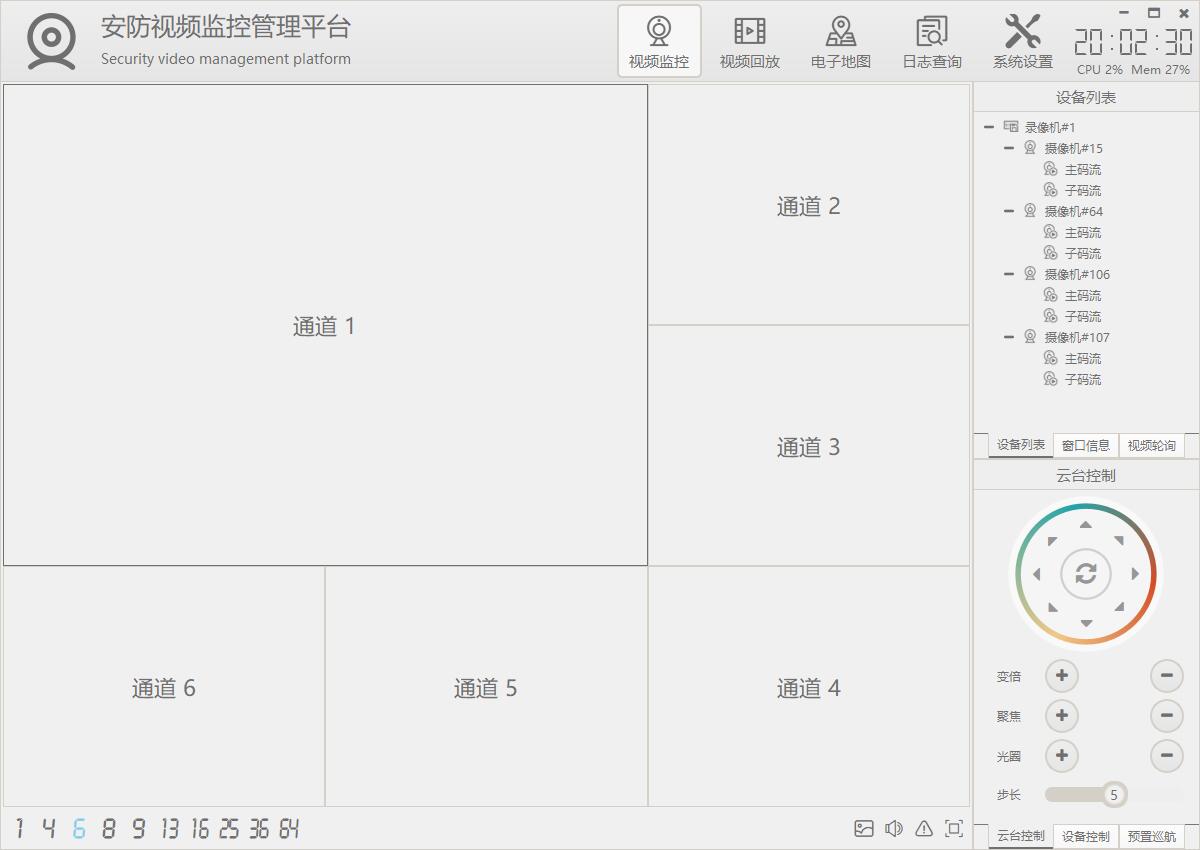 安防视频监控管理平台
Security video management platform
视频监控
视频回放
电子地图
日志查询
系统设置
20:02:30
CPU 2% Mem 27%
通道 1
通道 2
通道 3
通道 6
通道 5
通道 4
1 4 6 8 9 13 16 25 36 64
设备列表
录像机#1
摄像机#15
主码流
子码流
摄像机#64
主码流
子码流
摄像机#106
主码流
子码流
摄像机#107
主码流
子码流
设备列表 窗口信息 视频轮询
云台控制
变倍
聚焦
光圈
步长 5
云台控制 设备控制 预置巡航